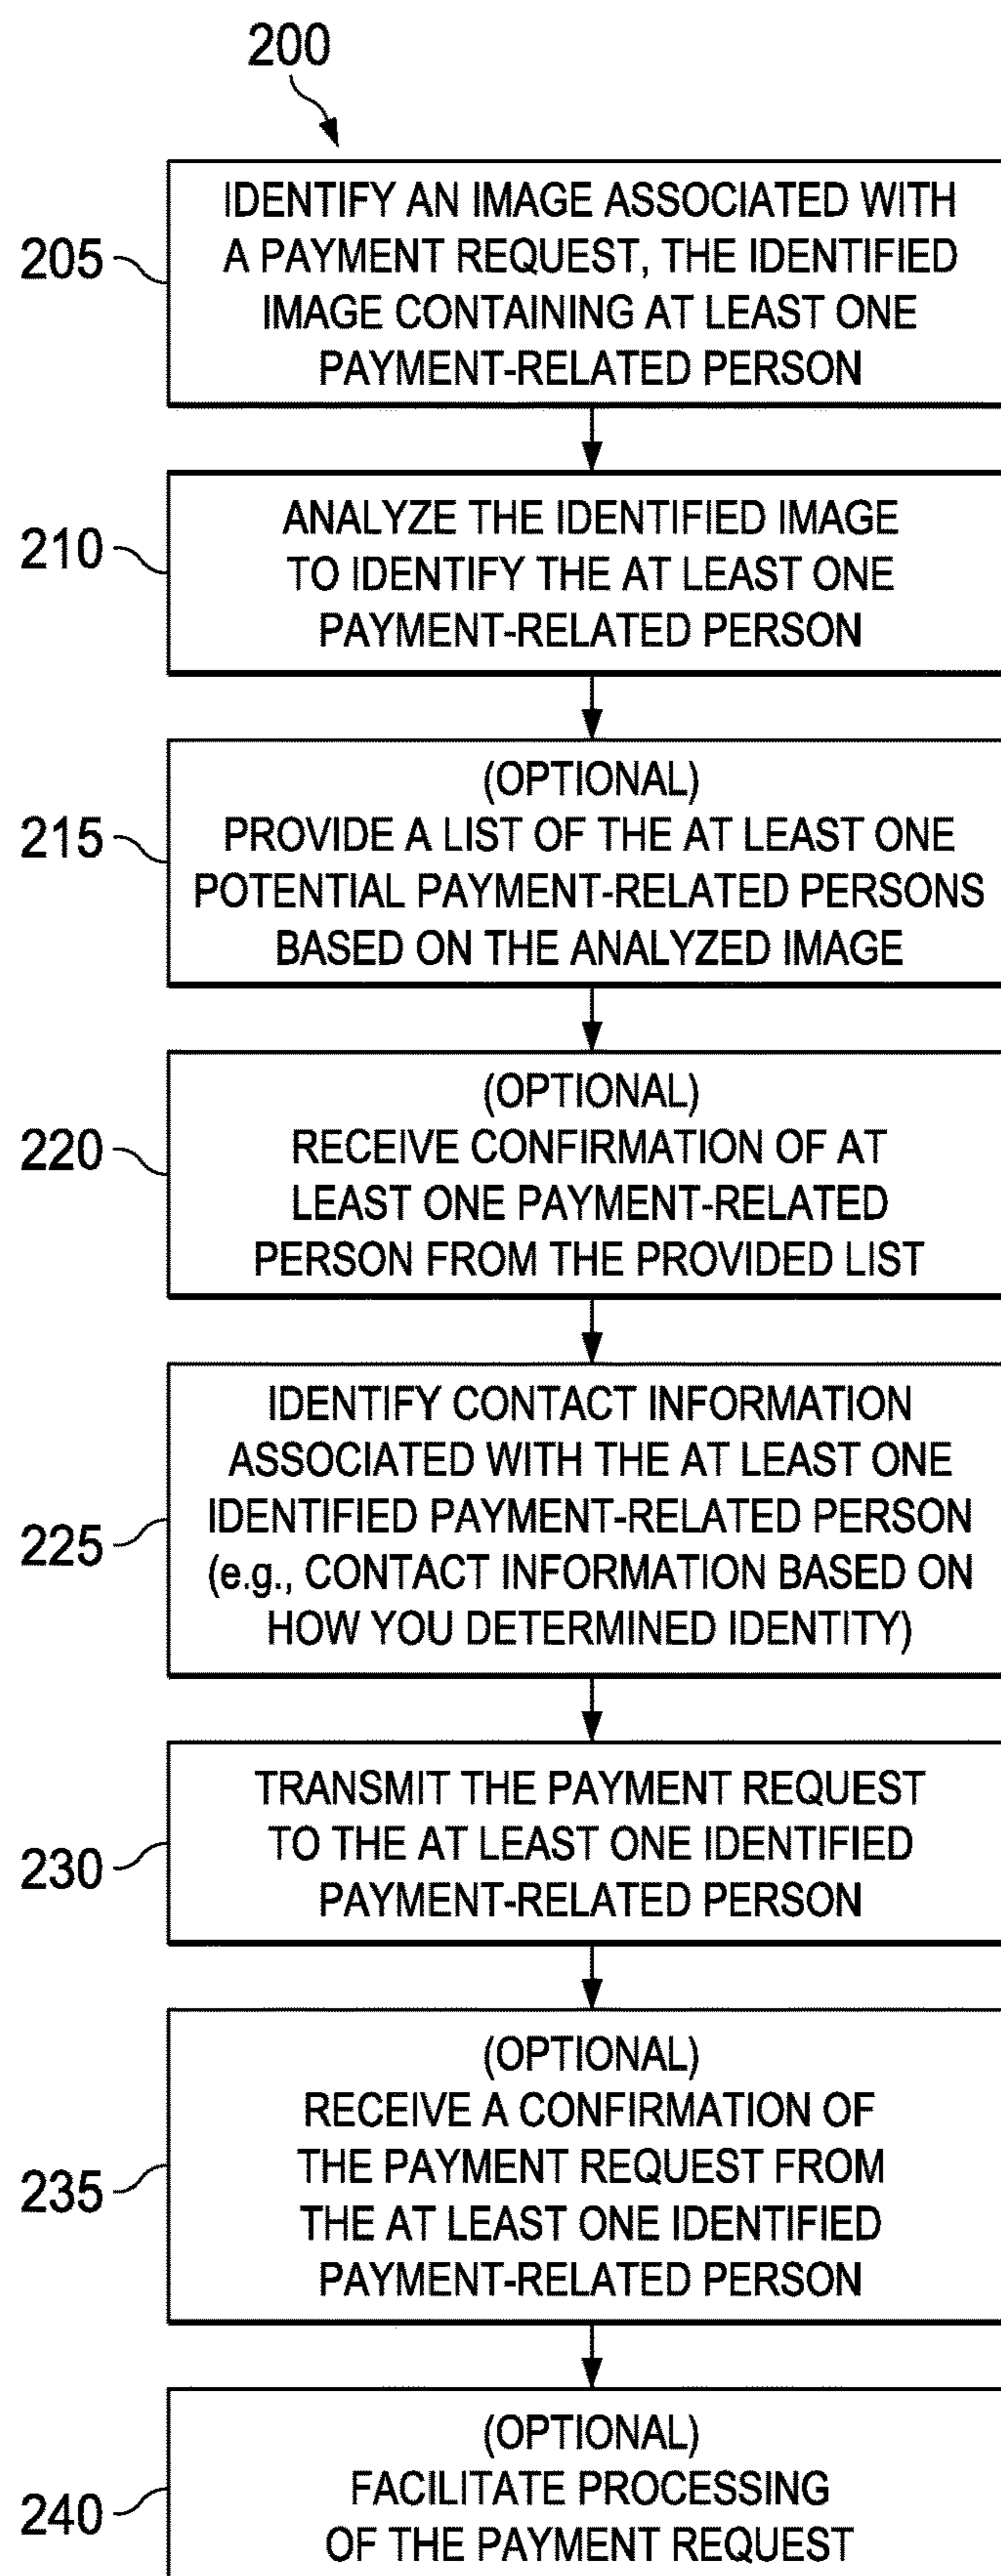 200
205
IDENTIFY AN IMAGE ASSOCIATED WITH
A PAYMENT REQUEST, THE IDENTIFIED
IMAGE CONTAINING AT LEAST ONE
PAYMENT-RELATED PERSON
210
ANALYZE THE IDENTIFIED IMAGE
TO IDENTIFY THE AT LEAST ONE
PAYMENT-RELATED PERSON
215
(OPTIONAL)
PROVIDE A LIST OF THE AT LEAST ONE
POTENTIAL PAYMENT-RELATED PERSONS
BASED ON THE ANALYZED IMAGE
220
(OPTIONAL)
RECEIVE CONFIRMATION OF AT
LEAST ONE PAYMENT-RELATED
PERSON FROM THE PROVIDED LIST
225
IDENTIFY CONTACT INFORMATION
ASSOCIATED WITH THE AT LEAST ONE
IDENTIFIED PAYMENT-RELATED PERSON
(e.g., CONTACT INFORMATION BASED ON
HOW YOU DETERMINED IDENTITY)
230
TRANSMIT THE PAYMENT REQUEST
TO THE AT LEAST ONE IDENTIFIED
PAYMENT-RELATED PERSON
235
(OPTIONAL)
RECEIVE A CONFIRMATION OF
THE PAYMENT REQUEST FROM
THE AT LEAST ONE IDENTIFIED
PAYMENT-RELATED PERSON
240
(OPTIONAL)
FACILITATE PROCESSING
OF THE PAYMENT REQUEST